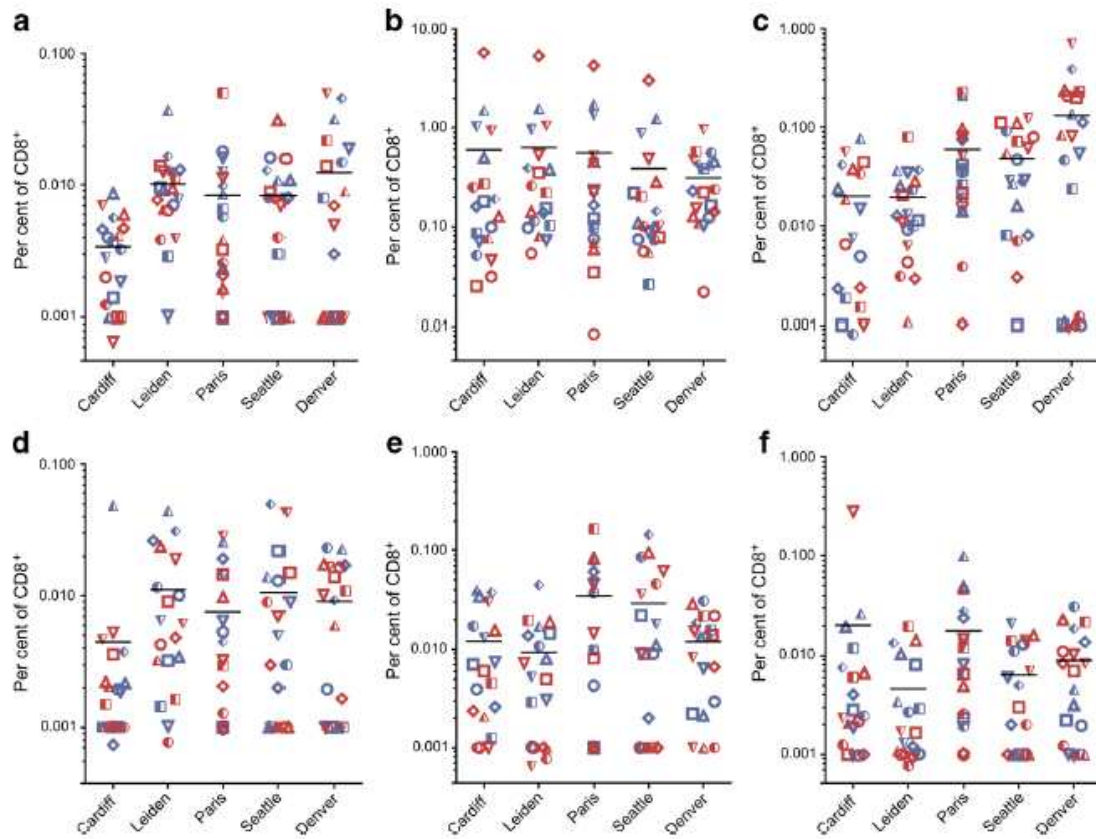 a
b
c
0.100
0.010
0.001
Per cent of CD8+
Cardiff
Leiden
Paris
Seattle
Denver
10.00
1.00
0.10
0.01
Per cent of CD8+
Cardiff
Leiden
Paris
Seattle
Denver
1.000
0.100
0.010
0.001
Per cent of CD8+
Cardiff
Leiden
Paris
Seattle
Denver
d
e
f
0.100
0.010
0.001
Per cent of CD8+
Cardiff
Leiden
Paris
Seattle
Denver
1.000
0.100
0.010
0.001
Per cent of CD8+
Cardiff
Leiden
Paris
Seattle
Denver
1.000
0.100
0.010
0.001
Per cent of CD8+
Cardiff
Leiden
Paris
Seattle
Denver